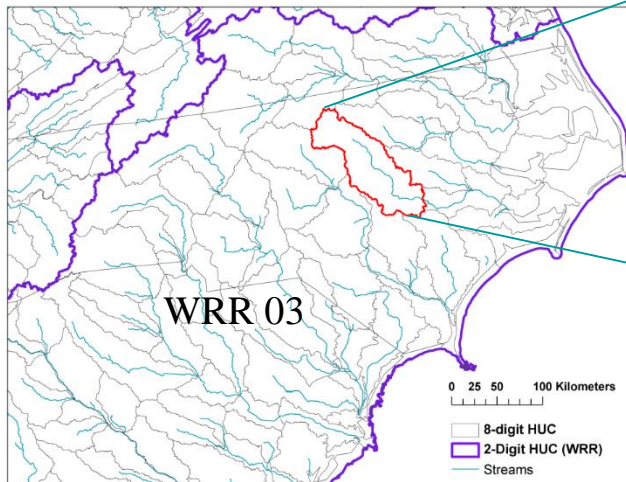 WRR 03
0 25 50 100 Kilometers
8-digit HUC
2-Digit HUC (WRR)
Streams